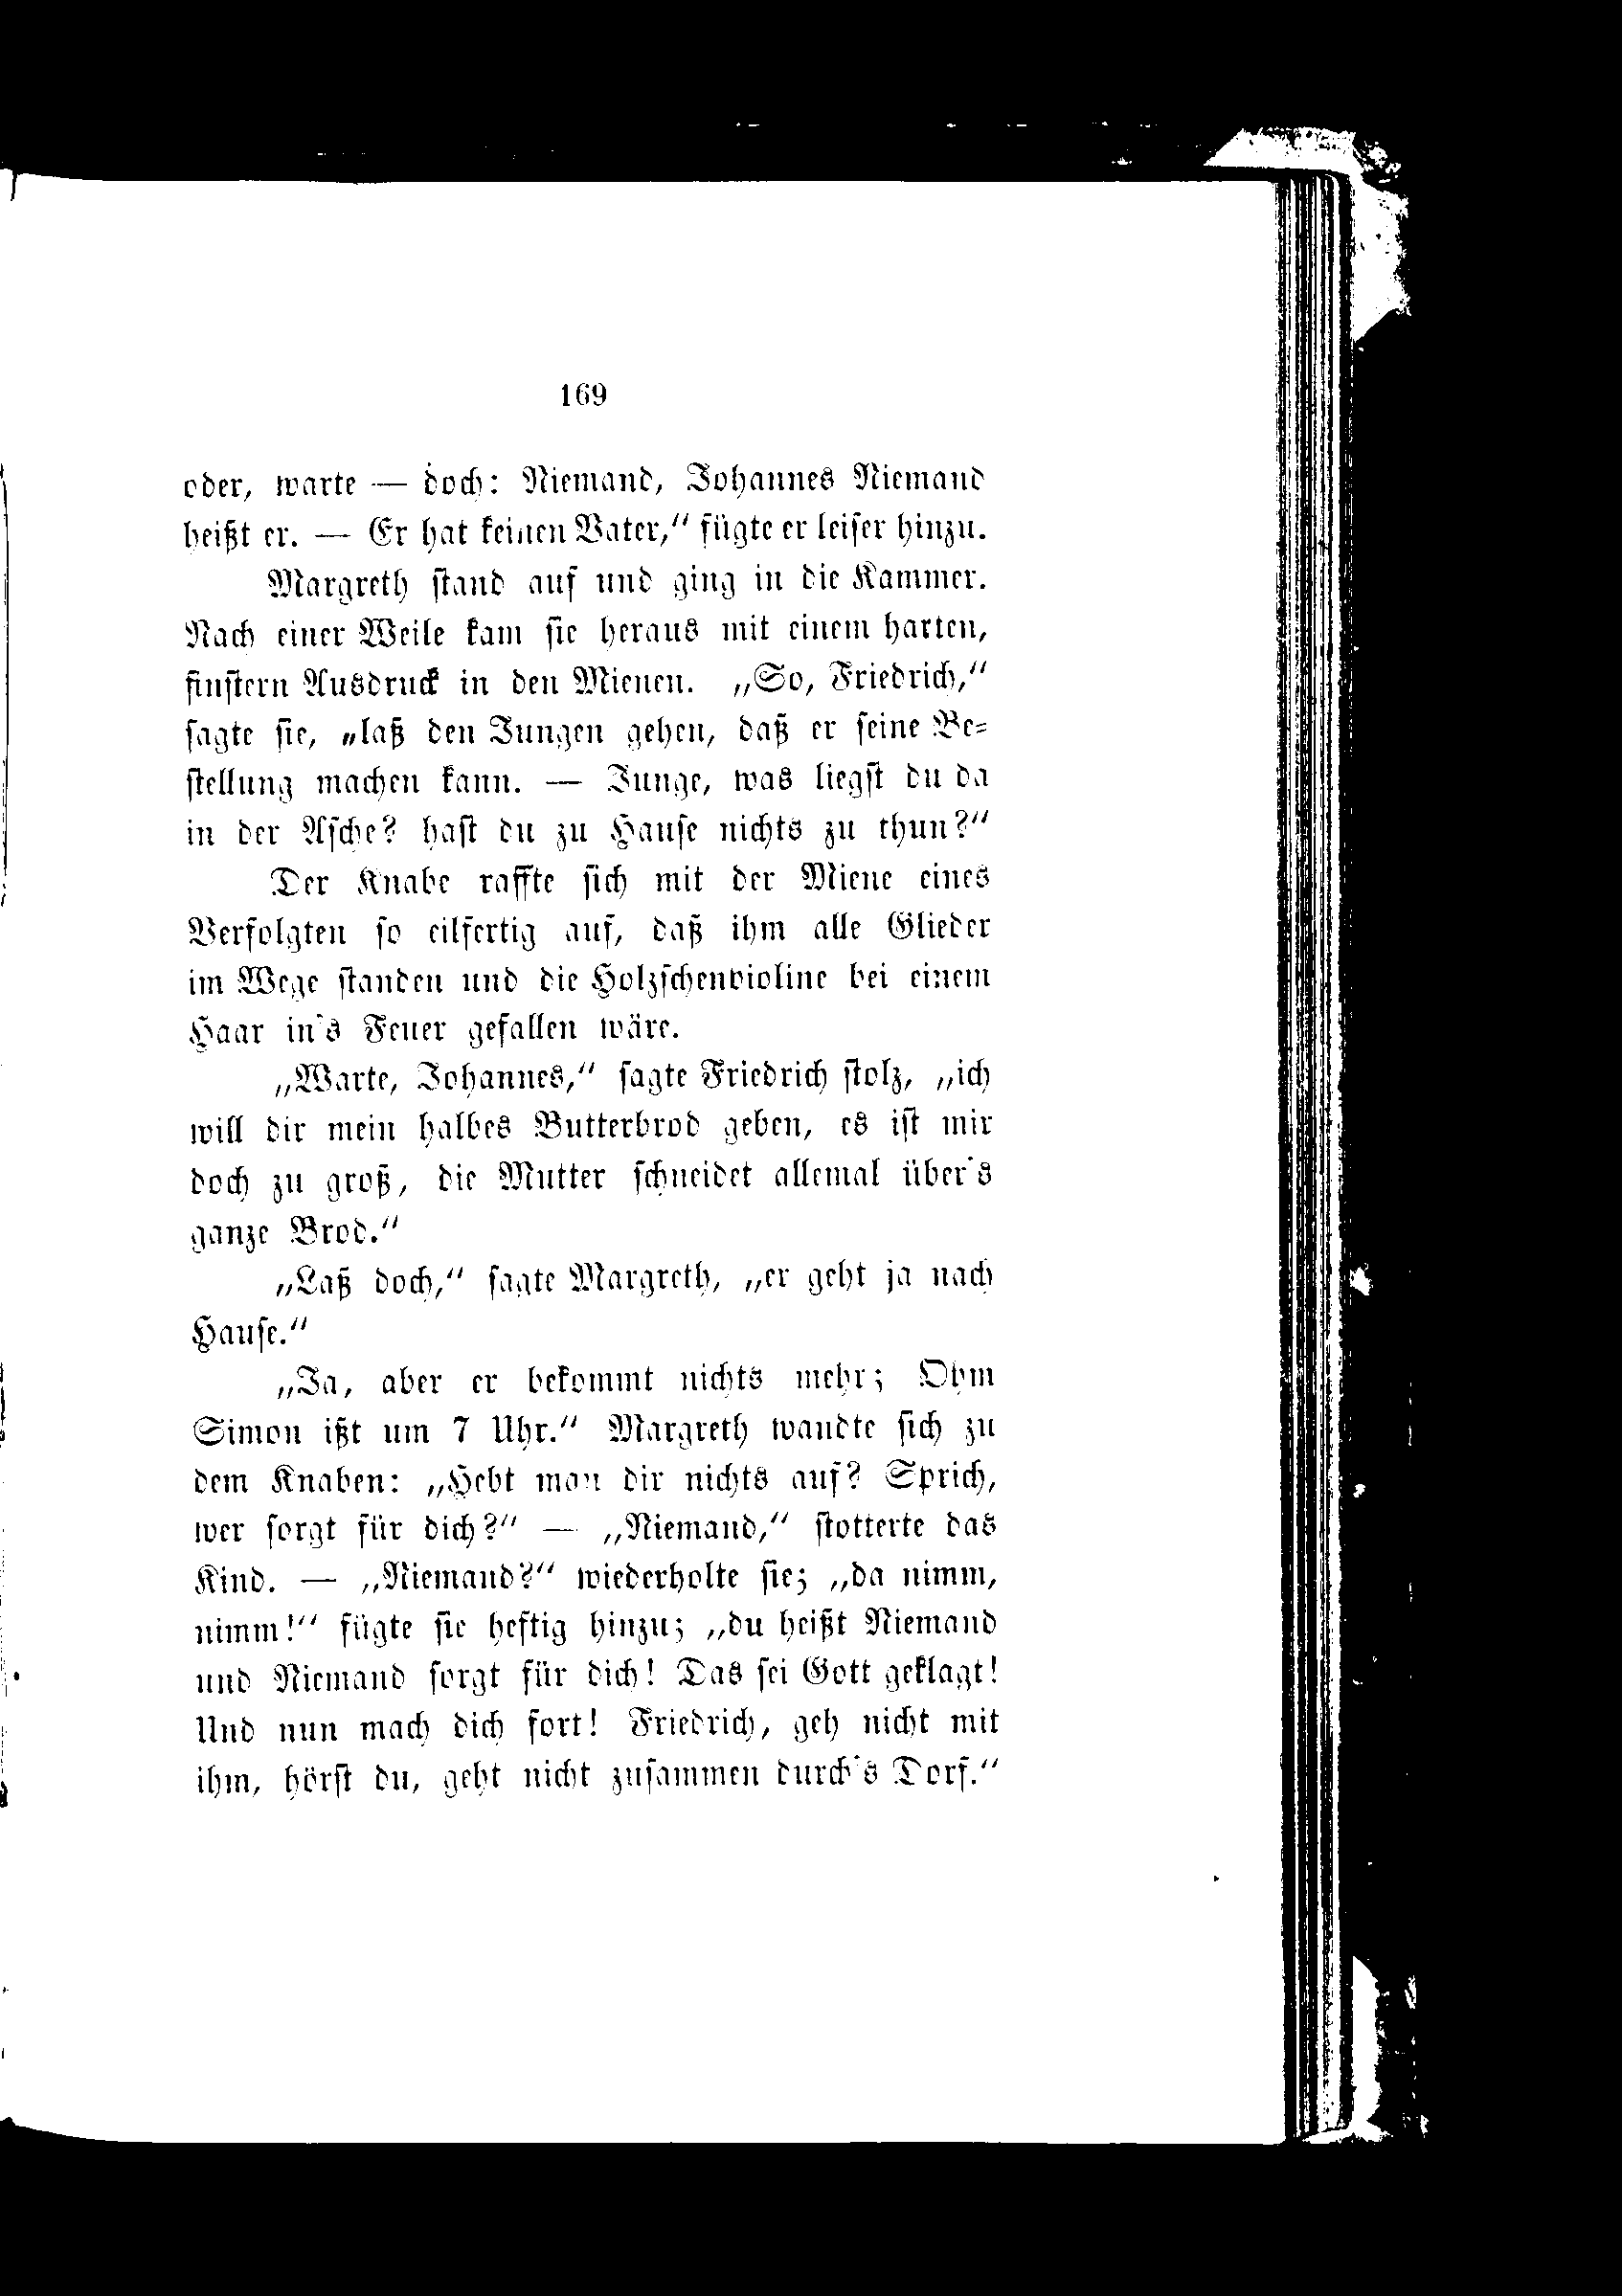 169
oder, warte — doch: Niemand, Johannes Niemand
heißt er. — Er hat keinen Vater,“ fügte er leiser hinzu.
Margreth stand auf und ging in die Kammer.
Nach einer Weile kam sie heraus mit einem harten,
finstern Ausdruck in den Mienen. „So, Friedrich,“
sagte sie, „laß den Jungen gehen, daß er seine Be-
stellung machen kann. — Junge, was liegst du da
in der Asche? hast du zu Hause nichts zu thun?“
Der Knabe raffte sich mit der Miene eines
Verfolgten so eilfertig auf, daß ihm alle Glieder
im Wege standen und die Holzschenvioline bei einem
Haar in's Feuer gefallen wäre.
„Warte, Johannes,“ sagte Friedrich stolz, „ich
will dir mein halbes Butterbrod geben, es ist mir
doch zu groß, die Mutter schneidet allemal über's
ganze Brod.“
„Laß doch,“ sagte Margreth, „er geht ja nach
Hause.“
„Ja, aber er bekommt nichts mehr; Ohm
Simon ißt um 7 Uhr.“ Margreth wandte sich zu
dem Knaben: „Hebt man dir nichts auf? Sprich,
wer sorgt für dich?“ — „Niemand,“ stotterte das
Kind. — „Niemand?“ wiederholte sie; „da nimm,
nimm!“ fügte sie heftig hinzu; „du heißt Niemand
und Niemand sorgt für dich! Das sei Gott geklagt!
Und nun mach dich fort! Friedrich, geh nicht mit
ihm, hörst du, geht nicht zusammen durch's Dorf.“